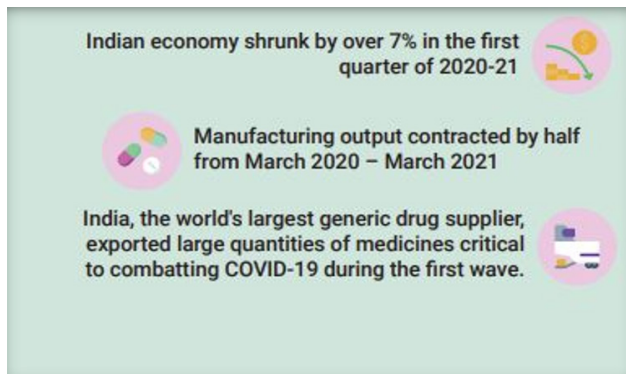 Indian economy shrunk by over 7% in the first
quarter of 2020-21
Manufacturing output contracted by half
from March 2020 – March 2021
India, the world's largest generic drug supplier,
exported large quantities of medicines critical
to combatting COVID-19 during the first wave.